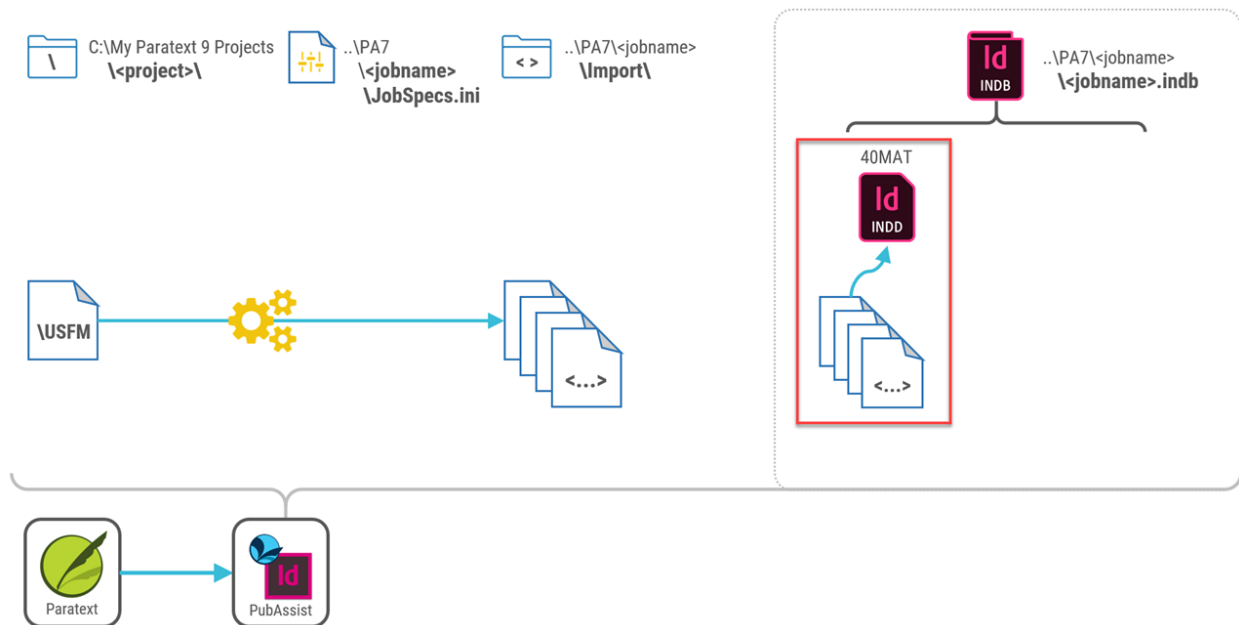 \
C:\My Paratext 9 Projects
\<project>\
..\PA7
\<jobname>
\JobSpecs.ini
< >
..\PA7\<jobname>
\Import\
Id
INDB
..\PA7\<jobname>
\<jobname>.indb
40MAT
Id
INDD
\USFM
<...>
<...>
Paratext
Id
PubAssist